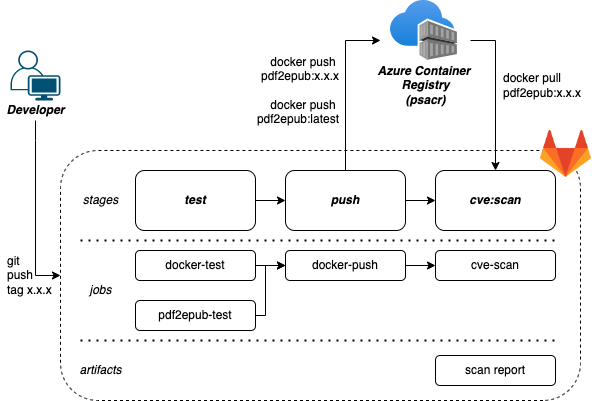 docker push
pdf2epub:x.x.x
docker push
pdf2epub:latest
Azure Container
Registry
(psacr)
docker pull
pdf2epub:x.x.x
Developer
stages
test
push
cve:scan
git
push
tag x.x.x
jobs
docker-test
docker-push
cve-scan
pdf2epub-test
artifacts
scan report